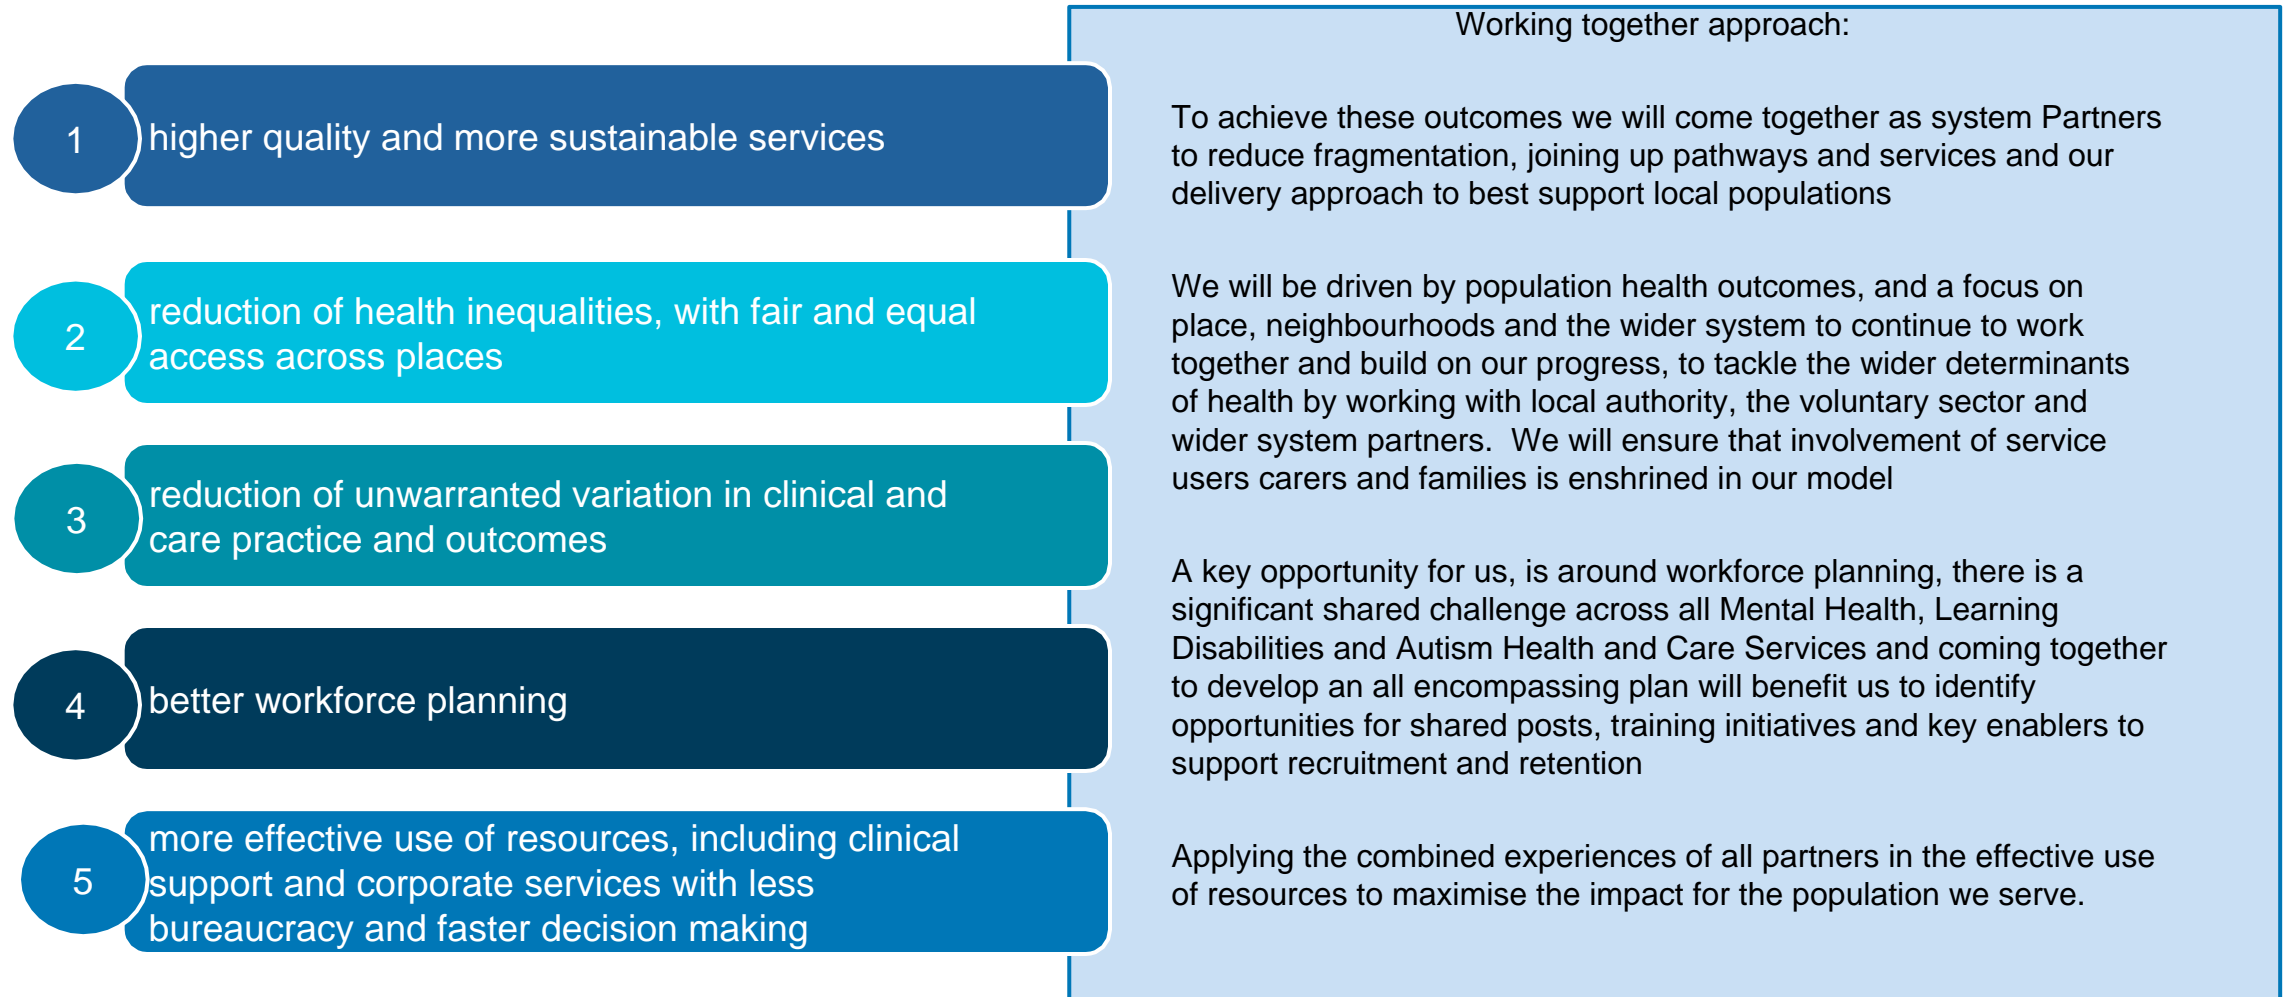 1
higher quality and more sustainable services
2
reduction of health inequalities, with fair and equal
access across places
3
reduction of unwarranted variation in clinical and
care practice and outcomes
4
better workforce planning
5
more effective use of resources, including clinical
support and corporate services with less
bureaucracy and faster decision making
Working together approach:
To achieve these outcomes we will come together as system Partners
to reduce fragmentation, joining up pathways and services and our
delivery approach to best support local populations
We will be driven by population health outcomes, and a focus on
place, neighbourhoods and the wider system to continue to work
together and build on our progress, to tackle the wider determinants
of health by working with local authority, the voluntary sector and
wider system partners.  We will ensure that involvement of service
users carers and families is enshrined in our model
A key opportunity for us, is around workforce planning, there is a
significant shared challenge across all Mental Health, Learning
Disabilities and Autism Health and Care Services and coming together
to develop an all encompassing plan will benefit us to identify
opportunities for shared posts, training initiatives and key enablers to
support recruitment and retention
Applying the combined experiences of all partners in the effective use
of resources to maximise the impact for the population we serve.